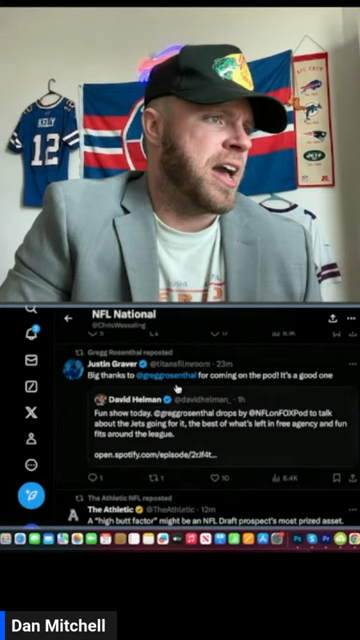 KELLY
12
AFC EAST
NFL National
@ChrisWesseling
Gregg Rosenthal reposted
Justin Graver @titansfilmroom · 23m
Big thanks to @greggrosenthal for coming on the pod! It's a good one
David Helman @davidhelman_ · 1h
Fun show today. @greggrosenthal drops by @NFLonFOXPod to talk
about the Jets going for it, the best of what's left in free agency and fun
fits around the league.
open.spotify.com/episode/2rJf4t...
1
1
10
8.4K
The Athletic NFL reposted
The Athletic @TheAthletic · 12m
A "high butt factor" might be an NFL Draft prospect's most prized asset.
Dan Mitchell